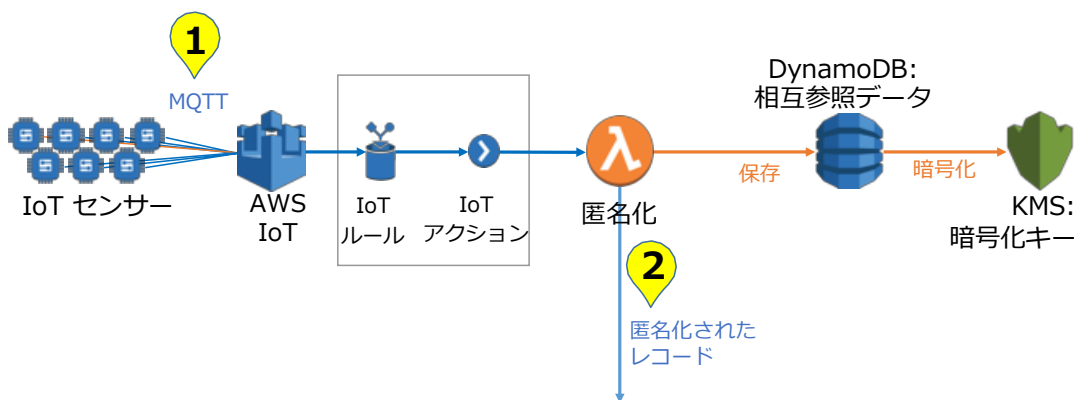 1
MQTT
IoT センサー
AWS
IoT
IoT
ルール
IoT
アクション
匿名化
保存
DynamoDB:
相互参照データ
暗号化
KMS:
暗号化キー
2
匿名化された
レコード